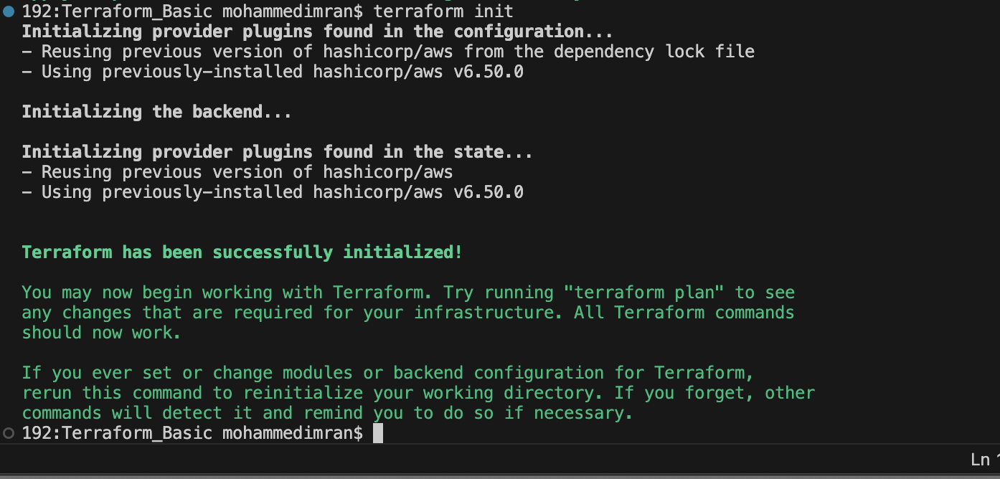 192:Terraform_Basic mohammedimran$ terraform init
Initializing provider plugins found in the configuration...
- Reusing previous version of hashicorp/aws from the dependency lock file
- Using previously-installed hashicorp/aws v6.50.0
Initializing the backend...
Initializing provider plugins found in the state...
- Reusing previous version of hashicorp/aws
- Using previously-installed hashicorp/aws v6.50.0
Terraform has been successfully initialized!
You may now begin working with Terraform. Try running "terraform plan" to see
any changes that are required for your infrastructure. All Terraform commands
should now work.
If you ever set or change modules or backend configuration for Terraform,
rerun this command to reinitialize your working directory. If you forget, other
commands will detect it and remind you to do so if necessary.
192:Terraform_Basic mohammedimran$
Ln